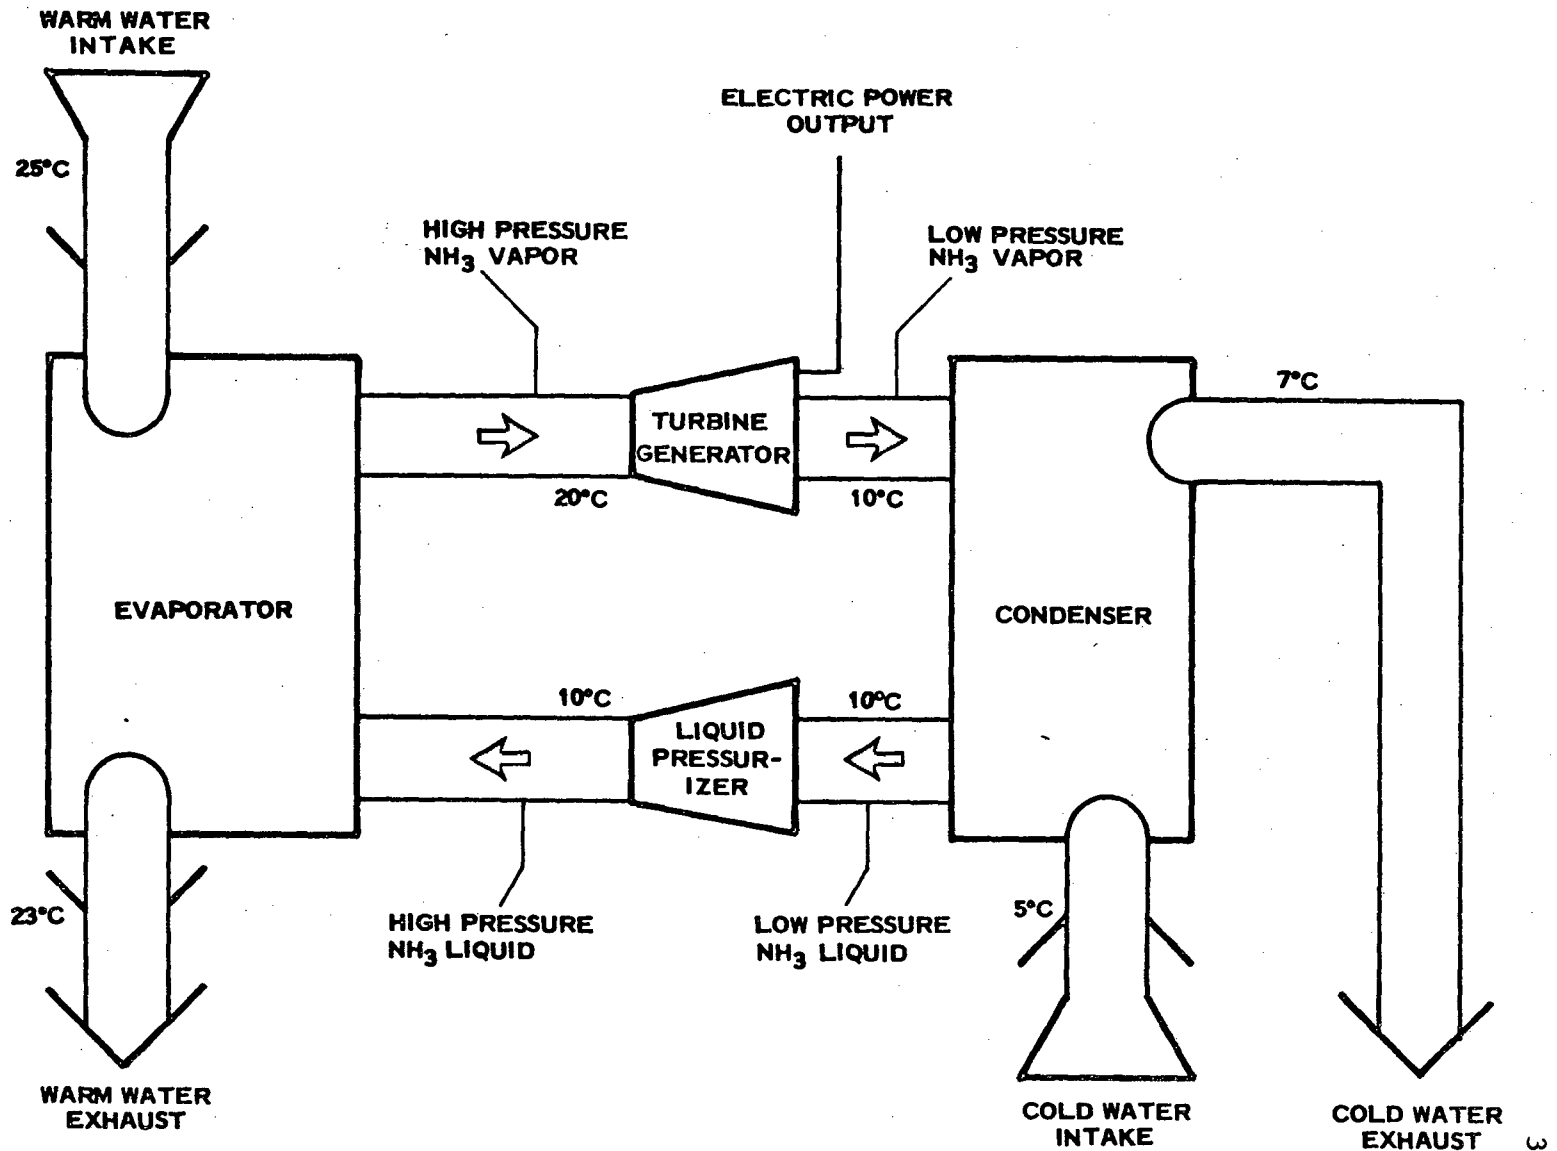 WARM WATER
INTAKE
25°C
ELECTRIC POWER
OUTPUT
HIGH PRESSURE
NH3 VAPOR
LOW PRESSURE
NH3 VAPOR
7°C
TURBINE
GENERATOR
20°C
10°C
EVAPORATOR
CONDENSER
10°C
10°C
LIQUID
PRESSUR-
IZER
23°C
HIGH PRESSURE
NH3 LIQUID
LOW PRESSURE
NH3 LIQUID
5°C
WARM WATER
EXHAUST
COLD WATER
INTAKE
COLD WATER
EXHAUST
3